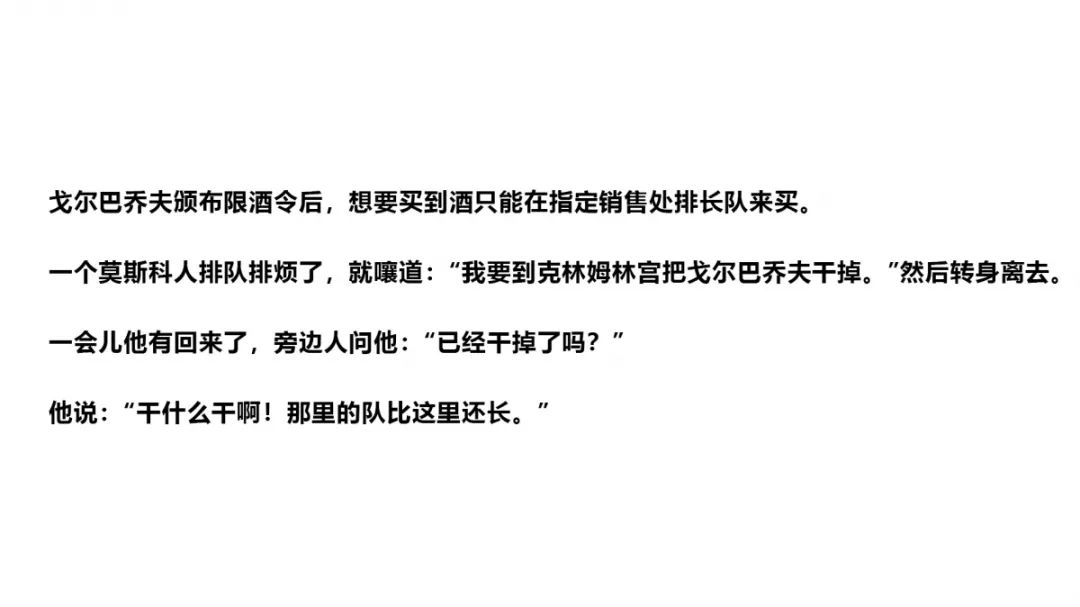 戈尔巴乔夫颁布限酒令后，想要买到酒只能在指定销售处排长队来买。
一个莫斯科人排队排烦了，就嚷道：“我要到克林姆林宫把戈尔巴乔夫干掉。”然后转身离去。
一会儿他有回来了，旁边人问他：“已经干掉了吗？”
他说：“干什么干啊！那里的队比这里还长。”